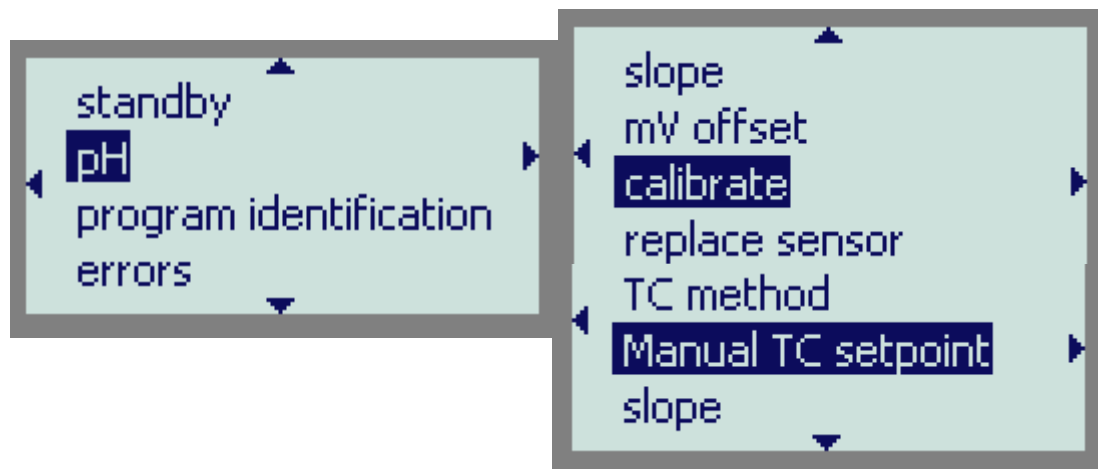 standby
pH
program identification
errors
slope
mV offset
calibrate
replace sensor
TC method
Manual TC setpoint
slope